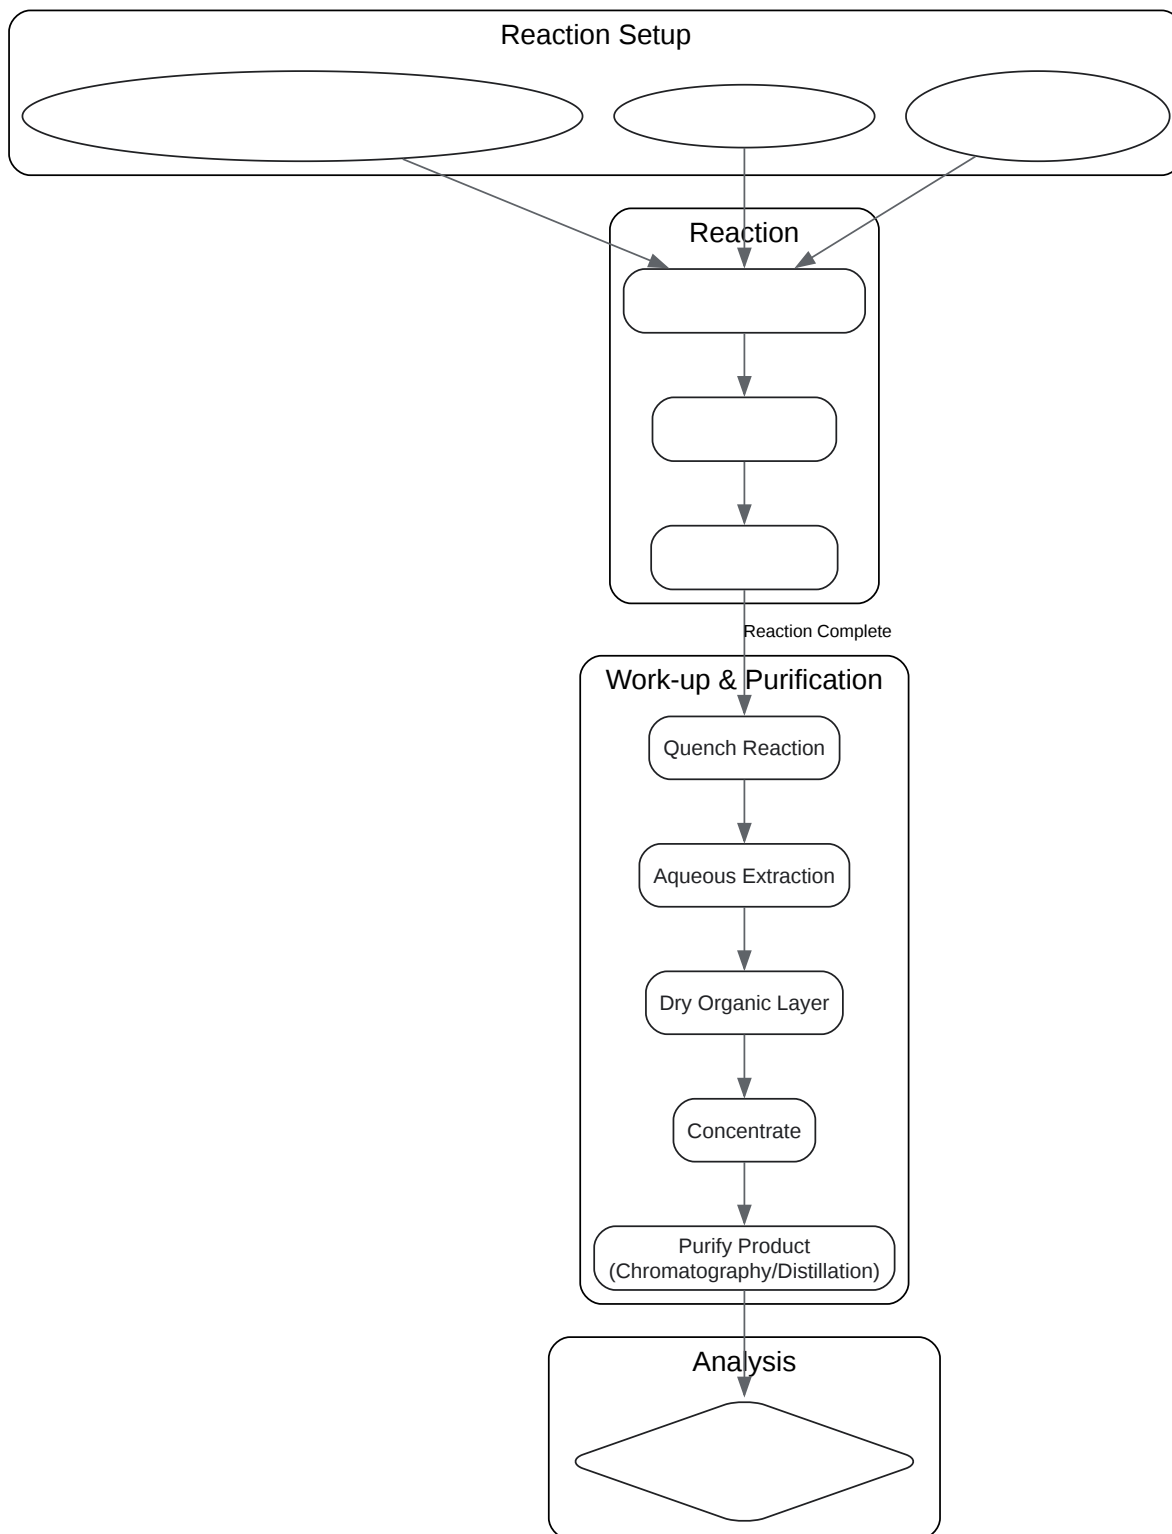 Reaction Setup
Reaction
Reaction Complete
Work-up & Purification
Quench Reaction
Aqueous Extraction
Dry Organic Layer
Concentrate
Purify Product
(Chromatography/Distillation)
Analysis